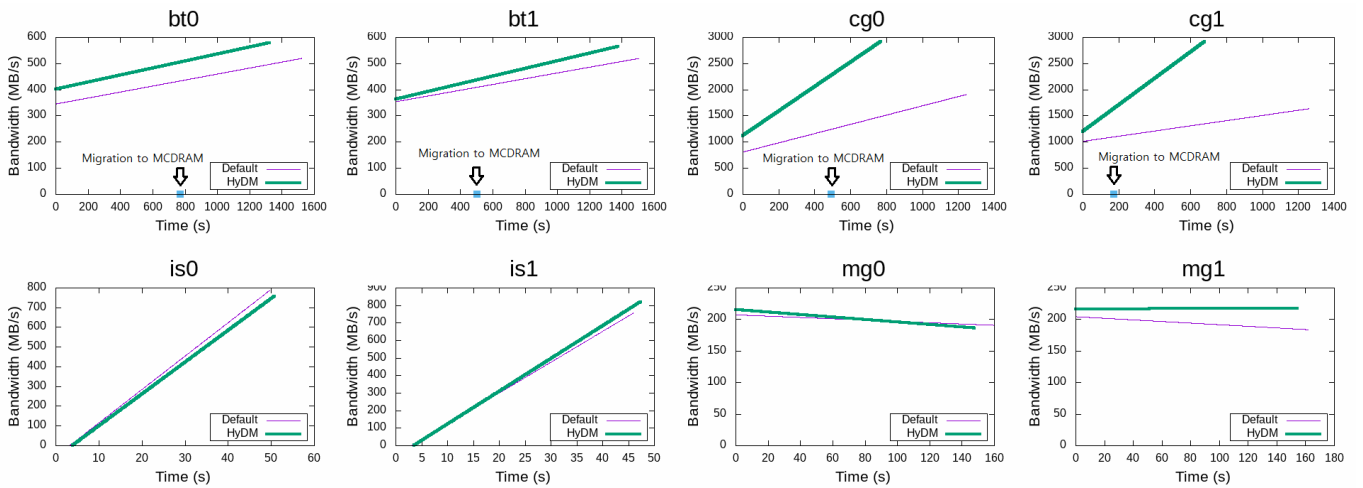 bt0
Bandwidth (MB/s)
600
500
400
300
200
100
0
Migration to MCDRAM
Default
HyDM
0 200 400 600 800 1000 1200 1400 1600
Time (s)
bt1
Bandwidth (MB/s)
600
500
400
300
200
100
0
Migration to MCDRAM
Default
HyDM
0 200 400 600 800 1000 1200 1400 1600
Time (s)
cg0
Bandwidth (MB/s)
3000
2500
2000
1500
1000
500
0
Migration to MCDRAM
Default
HyDM
0 200 400 600 800 1000 1200 1400
Time (s)
cg1
Bandwidth (MB/s)
3000
2500
2000
1500
1000
500
0
Migration to MCDRAM
Default
HyDM
0 200 400 600 800 1000 1200 1400
Time (s)
is0
Bandwidth (MB/s)
800
700
600
500
400
300
200
100
0
Default
HyDM
0 10 20 30 40 50 60
Time (s)
is1
Bandwidth (MB/s)
900
800
700
600
500
400
300
200
100
0
Default
HyDM
0 5 10 15 20 25 30 35 40 45 50
Time (s)
mg0
Bandwidth (MB/s)
250
200
150
100
50
0
Default
HyDM
0 20 40 60 80 100 120 140 160
Time (s)
mg1
Bandwidth (MB/s)
250
200
150
100
50
0
Default
HyDM
0 20 40 60 80 100 120 140 160 180
Time (s)